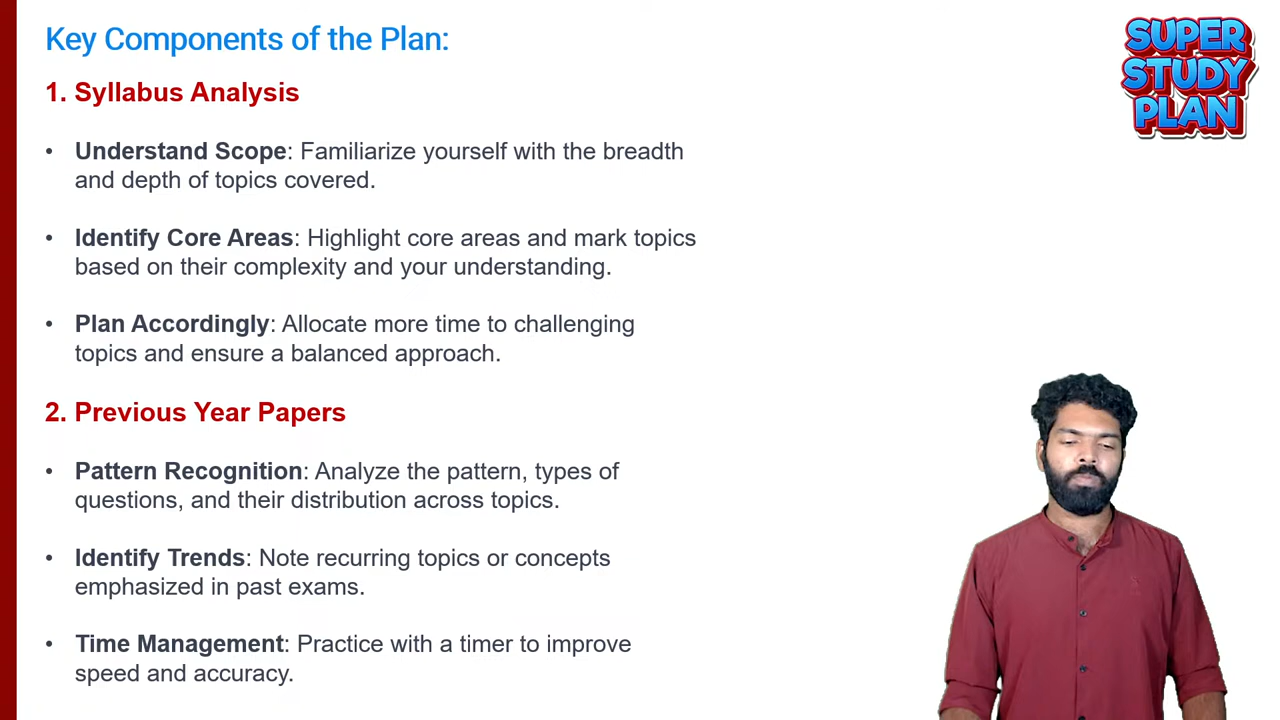 Key Components of the Plan:
1. Syllabus Analysis
• Understand Scope: Familiarize yourself with the breadth
and depth of topics covered.
• Identify Core Areas: Highlight core areas and mark topics
based on their complexity and your understanding.
• Plan Accordingly: Allocate more time to challenging
topics and ensure a balanced approach.
2. Previous Year Papers
• Pattern Recognition: Analyze the pattern, types of
questions, and their distribution across topics.
• Identify Trends: Note recurring topics or concepts
emphasized in past exams.
• Time Management: Practice with a timer to improve
speed and accuracy.
SUPER
STUDY
PLAN